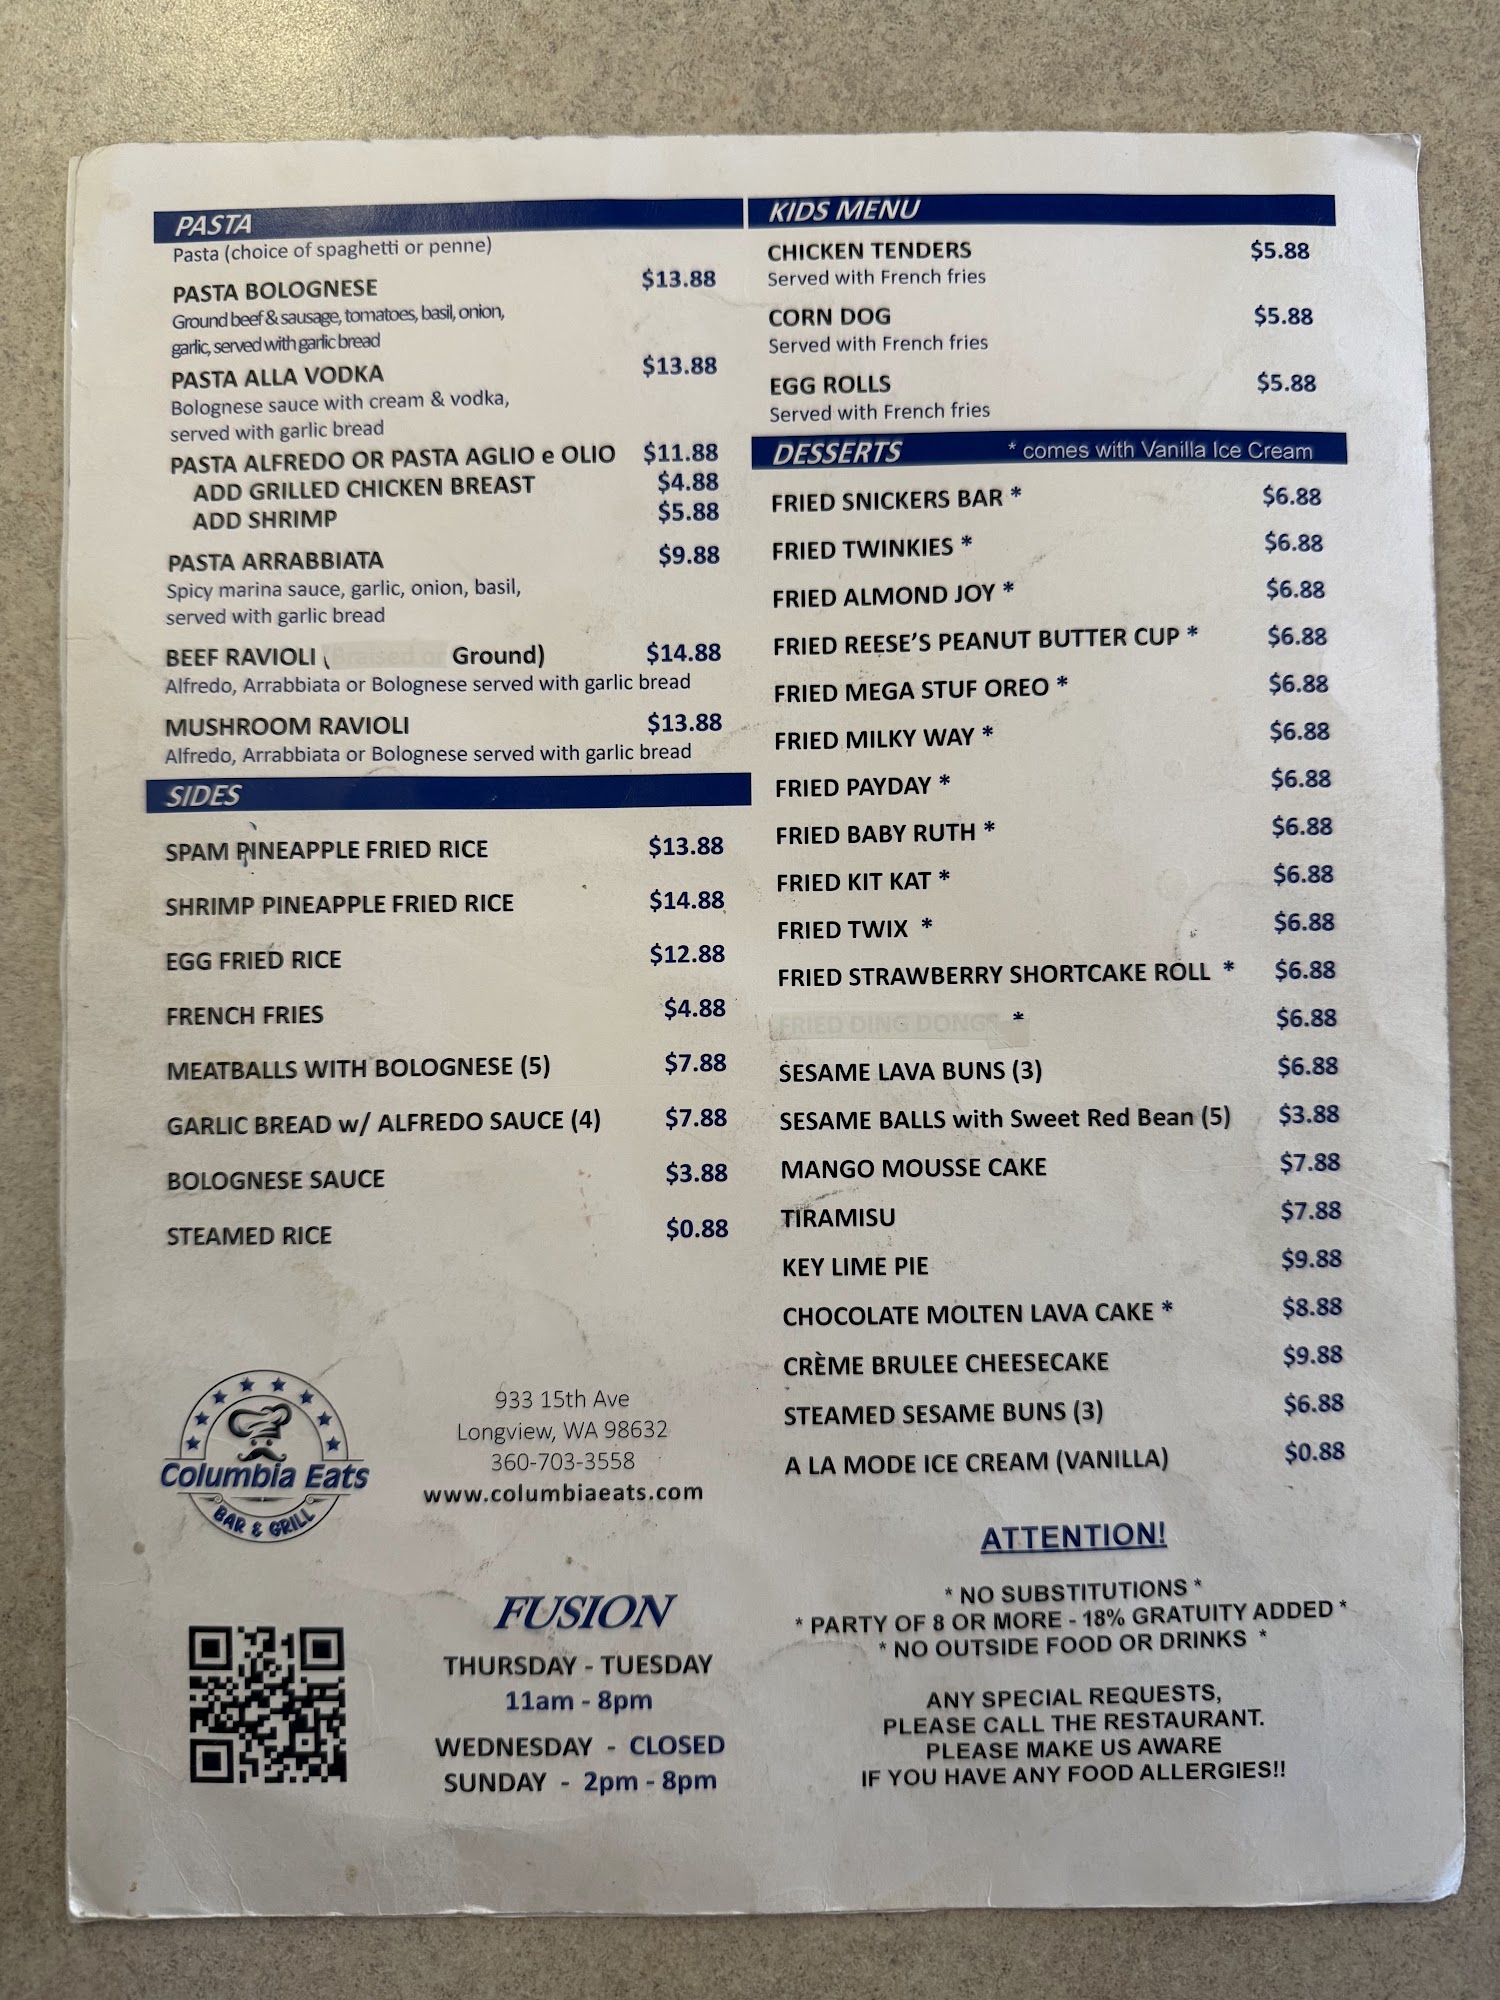 PASTA
Pasta (choice of spaghetti or penne)
PASTA BOLOGNESE $13.88
Ground beef & sausage, tomatoes, basil, onion,
garlic, served with garlic bread
PASTA ALLA VODKA $13.88
Bolognese sauce with cream & vodka,
served with garlic bread
PASTA ALFREDO OR PASTA AGLIO e OLIO $11.88
ADD GRILLED CHICKEN BREAST $4.88
ADD SHRIMP $5.88
PASTA ARRABBIATA $9.88
Spicy marina sauce, garlic, onion, basil,
served with garlic bread
BEEF RAVIOLI (Braised or Ground) $14.88
Alfredo, Arrabbiata or Bolognese served with garlic bread
MUSHROOM RAVIOLI $13.88
Alfredo, Arrabbiata or Bolognese served with garlic bread
SIDES
SPAM PINEAPPLE FRIED RICE $13.88
SHRIMP PINEAPPLE FRIED RICE $14.88
EGG FRIED RICE $12.88
FRENCH FRIES $4.88
MEATBALLS WITH BOLOGNESE (5) $7.88
GARLIC BREAD w/ ALFREDO SAUCE (4) $7.88
BOLOGNESE SAUCE $3.88
STEAMED RICE $0.88
Columbia Eats
BAR & GRILL
933 15th Ave
Longview, WA 98632
360-703-3558
www.columbiaeats.com
FUSION
THURSDAY - TUESDAY
11am - 8pm
WEDNESDAY - CLOSED
SUNDAY - 2pm - 8pm
KIDS MENU
CHICKEN TENDERS $5.88
Served with French fries
CORN DOG $5.88
Served with French fries
EGG ROLLS $5.88
Served with French fries
DESSERTS * comes with Vanilla Ice Cream
FRIED SNICKERS BAR * $6.88
FRIED TWINKIES * $6.88
FRIED ALMOND JOY * $6.88
FRIED REESE'S PEANUT BUTTER CUP * $6.88
FRIED MEGA STUF OREO * $6.88
FRIED MILKY WAY * $6.88
FRIED PAYDAY * $6.88
FRIED BABY RUTH * $6.88
FRIED KIT KAT * $6.88
FRIED TWIX * $6.88
FRIED STRAWBERRY SHORTCAKE ROLL * $6.88
FRIED DING DONGS * $6.88
SESAME LAVA BUNS (3) $6.88
SESAME BALLS with Sweet Red Bean (5) $3.88
MANGO MOUSSE CAKE $7.88
TIRAMISU $7.88
KEY LIME PIE $9.88
CHOCOLATE MOLTEN LAVA CAKE * $8.88
CRÈME BRULEE CHEESECAKE $9.88
STEAMED SESAME BUNS (3) $6.88
A LA MODE ICE CREAM (VANILLA) $0.88
ATTENTION!
* NO SUBSTITUTIONS *
* PARTY OF 8 OR MORE - 18% GRATUITY ADDED *
* NO OUTSIDE FOOD OR DRINKS *
ANY SPECIAL REQUESTS,
PLEASE CALL THE RESTAURANT.
PLEASE MAKE US AWARE
IF YOU HAVE ANY FOOD ALLERGIES!!